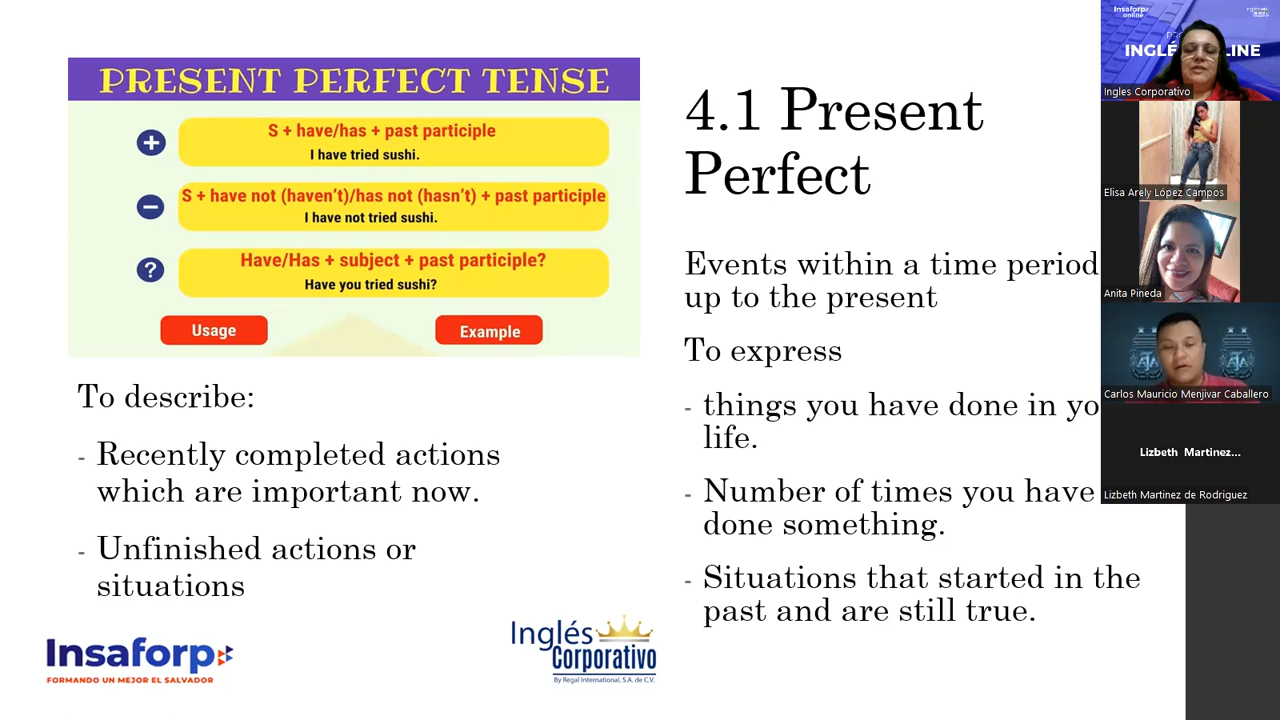 PRESENT PERFECT TENSE
+
S + have/has + past participle
I have tried sushi.
−
S + have not (haven't)/has not (hasn't) + past participle
I have not tried sushi.
?
Have/Has + subject + past participle?
Have you tried sushi?
Usage
Example
To describe:
- Recently completed actions
which are important now.
- Unfinished actions or
situations
Insaforp
FORMANDO UN MEJOR EL SALVADOR
Inglés
Corporativo
By Regal International, S.A. de C.V.
4.1 Present
Perfect
Events within a time period
up to the present
To express
- things you have done in yo
life.
- Number of times you have
done something.
- Situations that started in the
past and are still true.
Insaforp
online
INGLÉ LINE
Ingles Corporativo
Elisa Arely López Campos
Anita Pineda
Carlos Mauricio Menjivar Caballero
Lizbeth Martinez...
Lizbeth Martinez de Rodriguez